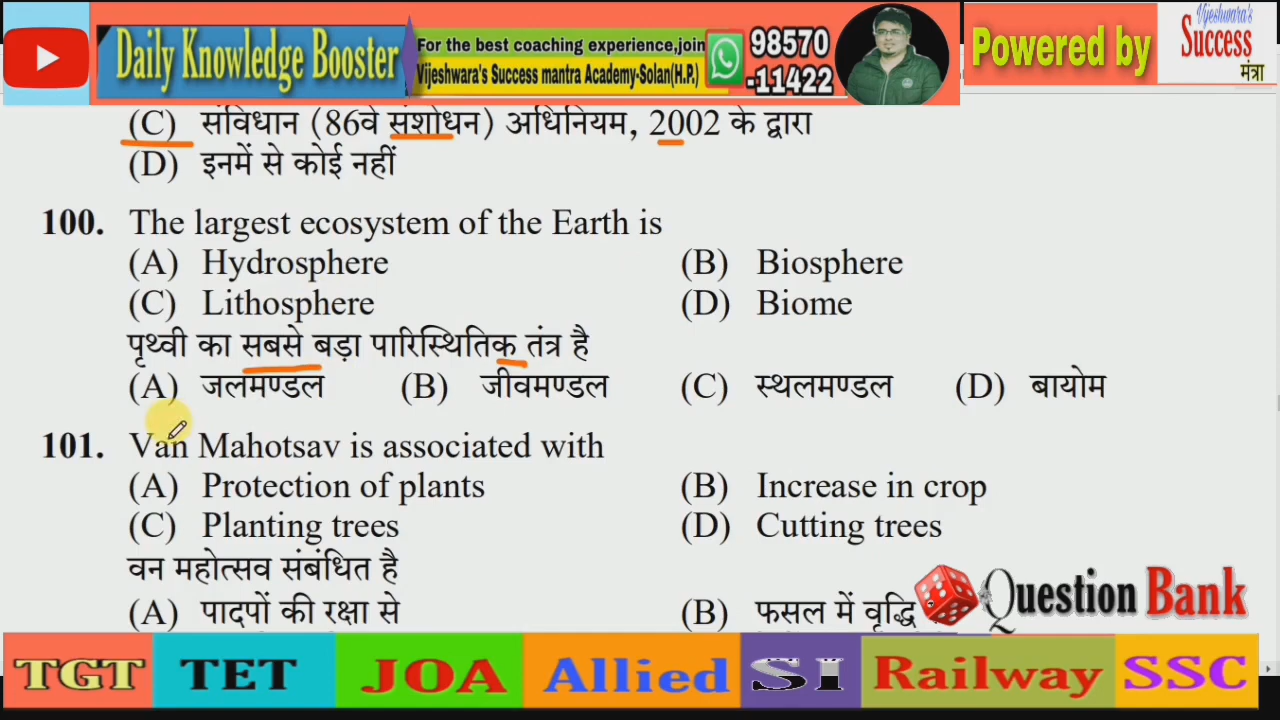 Daily Knowledge Booster
For the best coaching experience,join
Vijeshwara's Success mantra Academy-Solan(H.P.)
98570
-11422
Powered by
Vijeshwara's
Success
मंत्रा
(C) संविधान (86वे संशोधन) अधिनियम, 2002 के द्वारा
(D) इनमें से कोई नहीं
100. The largest ecosystem of the Earth is
(A) Hydrosphere (B) Biosphere
(C) Lithosphere (D) Biome
पृथ्वी का सबसे बड़ा पारिस्थितिक तंत्र है
(A) जलमण्डल (B) जीवमण्डल (C) स्थलमण्डल (D) बायोम
101. Van Mahotsav is associated with
(A) Protection of plants (B) Increase in crop
(C) Planting trees (D) Cutting trees
वन महोत्सव संबंधित है
(A) पादपों की रक्षा से (B) फसल में वृद्धि
Question Bank
TGT TET JOA Allied SI Railway SSC